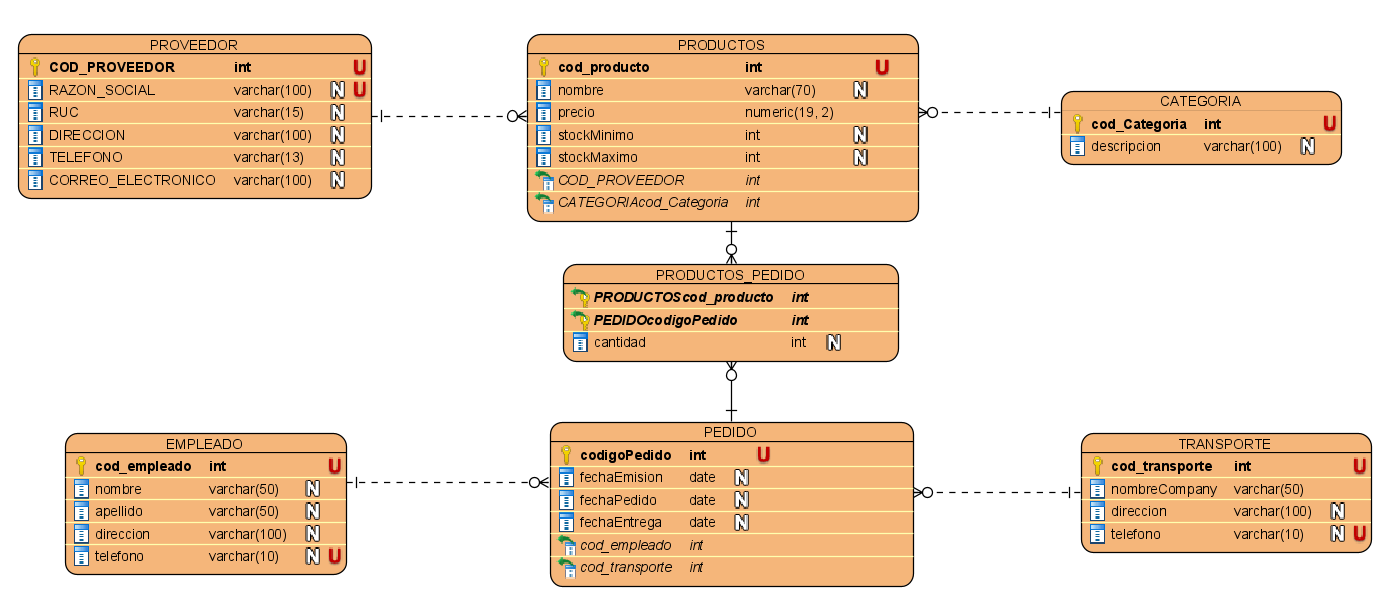 PROVEEDOR
COD_PROVEEDOR int U
RAZON_SOCIAL varchar(100) N U
RUC varchar(15) N
DIRECCION varchar(100) N
TELEFONO varchar(13) N
CORREO_ELECTRONICO varchar(100) N
PRODUCTOS
cod_producto int U
nombre varchar(70) N
precio numeric(19, 2)
stockMinimo int N
stockMaximo int N
COD_PROVEEDOR int
CATEGORIAcod_Categoria int
CATEGORIA
cod_Categoria int U
descripcion varchar(100) N
PRODUCTOS_PEDIDO
PRODUCTOScod_producto int
PEDIDOcodigoPedido int
cantidad int N
EMPLEADO
cod_empleado int U
nombre varchar(50) N
apellido varchar(50) N
direccion varchar(100) N
telefono varchar(10) N U
PEDIDO
codigoPedido int U
fechaEmision date N
fechaPedido date N
fechaEntrega date N
cod_empleado int
cod_transporte int
TRANSPORTE
cod_transporte int U
nombreCompany varchar(50)
direccion varchar(100) N
telefono varchar(10) N U